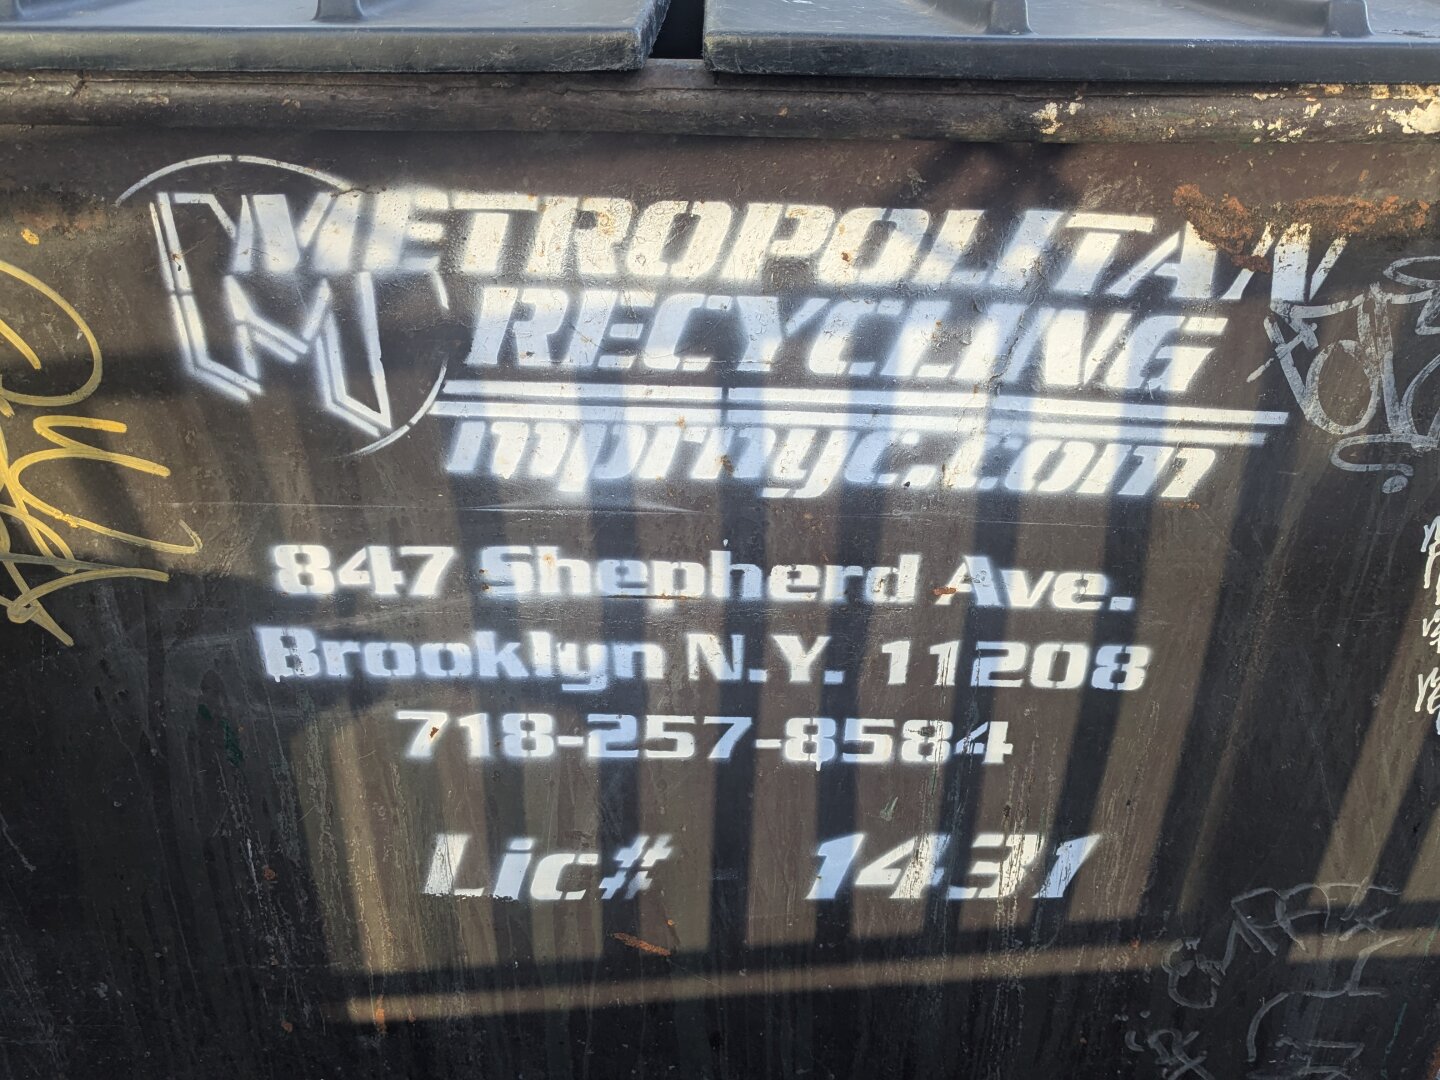 METROPOLITAN
RECYCLING
mprnyc.com
847 Shepherd Ave.
Brooklyn N.Y. 11208
718-257-8584
Lic# 1431